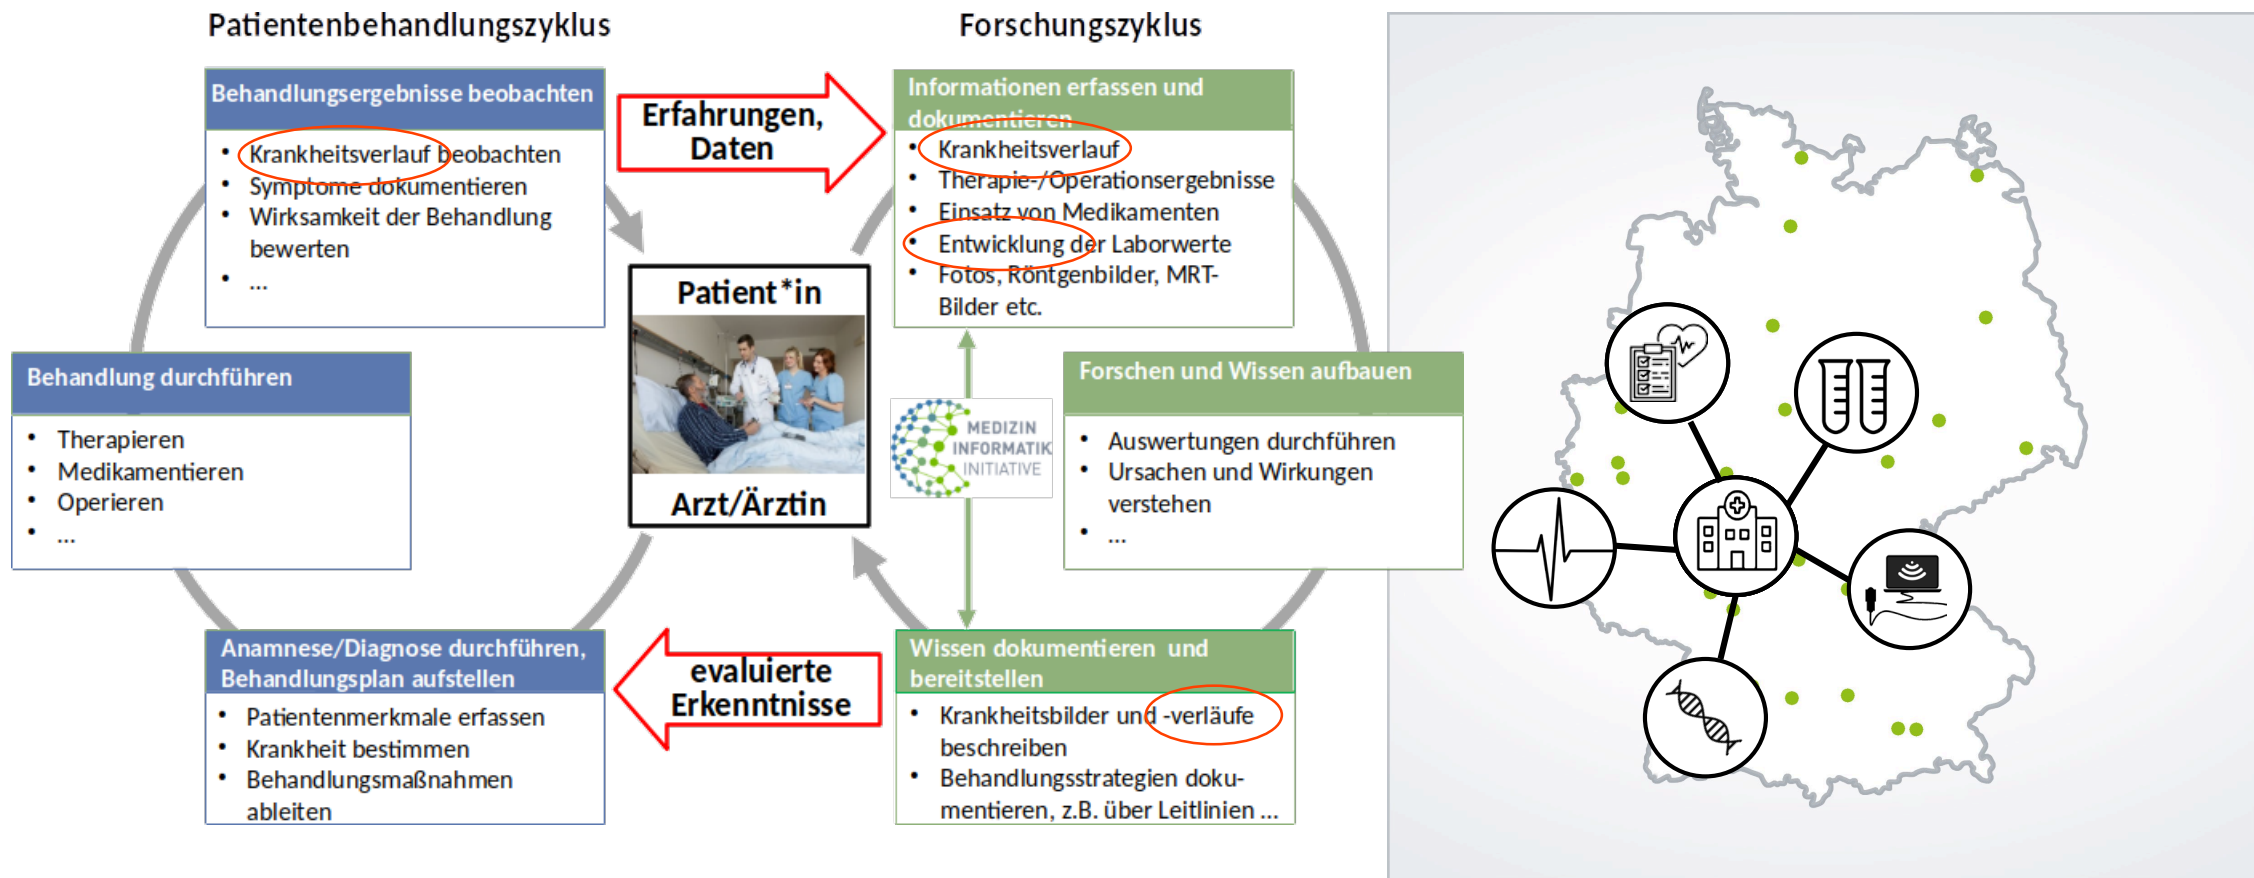 Patientenbehandlungszyklus
Behandlungsergebnisse beobachten
• Krankheitsverlauf beobachten
• Symptome dokumentieren
• Wirksamkeit der Behandlung
bewerten
• ...
Behandlung durchführen
• Therapieren
• Medikamentieren
• Operieren
• ...
Anamnese/Diagnose durchführen,
Behandlungsplan aufstellen
• Patientenmerkmale erfassen
• Krankheit bestimmen
• Behandlungsmaßnahmen
ableiten
Erfahrungen,
Daten
Patient*in
Arzt/Ärztin
evaluierte
Erkenntnisse
Forschungszyklus
Informationen erfassen und
dokumentieren
• Krankheitsverlauf
• Therapie-/Operationsergebnisse
• Einsatz von Medikamenten
• Entwicklung der Laborwerte
• Fotos, Röntgenbilder, MRT-
Bilder etc.
MEDIZIN
INFORMATIK
INITIATIVE
Forschen und Wissen aufbauen
• Auswertungen durchführen
• Ursachen und Wirkungen
verstehen
• ...
Wissen dokumentieren und
bereitstellen
• Krankheitsbilder und -verläufe
beschreiben
• Behandlungsstrategien doku-
mentieren, z.B. über Leitlinien ...